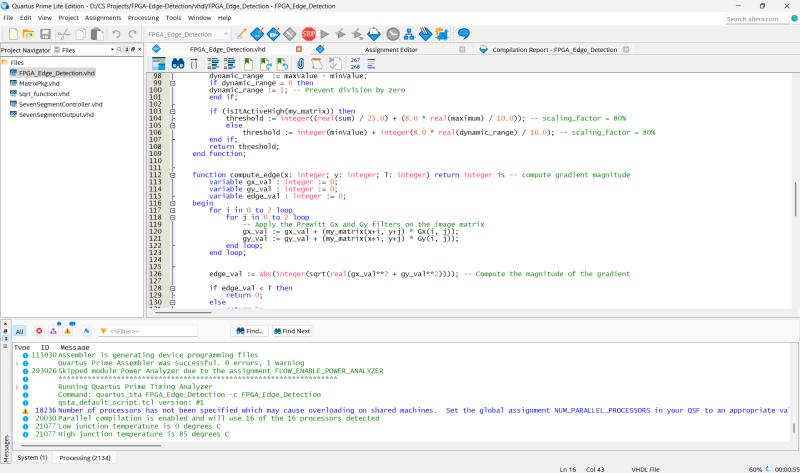 Quartus Prime Lite Edition - D:/CS Projects/FPGA-Edge-Detection/vhdl/FPGA_Edge_Detection - FPGA_Edge_Detection
File Edit View Project Assignments Processing Tools Window Help
Search altera.com
FPGA_Edge_Detection
Project Navigator Files
FPGA_Edge_Detection.vhd
Assignment Editor
Compilation Report - FPGA_Edge_Detection
Files
FPGA_Edge_Detection.vhd
MatrixPkg.vhd
sqrt_function.vhd
SevenSegmentController.vhd
SevenSegmentOutput.vhd
267
268
98 dynamic_range := maxValue - minValue;
99 if dynamic_range = 0 then
100 dynamic_range := 1; -- Prevent division by zero
101 end if;
102
103 if (isItActiveHigh(my_matrix)) then
104 threshold := integer((real(sum) / 25.0) + (8.0 * real(maximum) / 10.0)); -- scaling_factor = 80%
105 else
106 threshold := integer(minValue) + integer(8.0 * real(dynamic_range) / 10.0); -- scaling_factor = 80%
107 end if;
108 return threshold;
109 end function;
110
111
112 function compute_edge(x: integer; y: integer; T: integer) return integer is -- compute gradient magnitude
113 variable gx_val : integer := 0;
114 variable gy_val : integer := 0;
115 variable edge_val : integer := 0;
116 begin
117 for i in 0 to 2 loop
118 for j in 0 to 2 loop
119 -- Apply the Prewitt Gx and Gy filters on the image matrix
120 gx_val := gx_val + (my_matrix(x+i, y+j) * Gx(i, j));
121 gy_val := gy_val + (my_matrix(x+i, y+j) * Gy(i, j));
122 end loop;
123 end loop;
124
125
126 edge_val := abs(integer(sqrt(real(gx_val**2 + gy_val**2)))); -- Compute the magnitude of the gradient
127
128 if edge_val < T then
129 return 0;
130 else
All
<<Filter>>
Find...
Find Next
Type ID Message
115030 Assembler is generating device programming files
Quartus Prime Assembler was successful. 0 errors, 1 warning
293026 Skipped module Power Analyzer due to the assignment FLOW_ENABLE_POWER_ANALYZER
Running Quartus Prime Timing Analyzer
Command: quartus_sta FPGA_Edge_Detection -c FPGA_Edge_Detection
qsta_default_script.tcl version: #1
18236 Number of processors has not been specified which may cause overloading on shared machines. Set the global assignment NUM_PARALLEL_PROCESSORS in your QSF to an appropriate va
20030 Parallel compilation is enabled and will use 16 of the 16 processors detected
21077 Low junction temperature is 0 degrees C
21077 High junction temperature is 85 degrees C
Messages
System (1) Processing (2134)
Ln 16 Col 43 VHDL File 60% 00:00:55